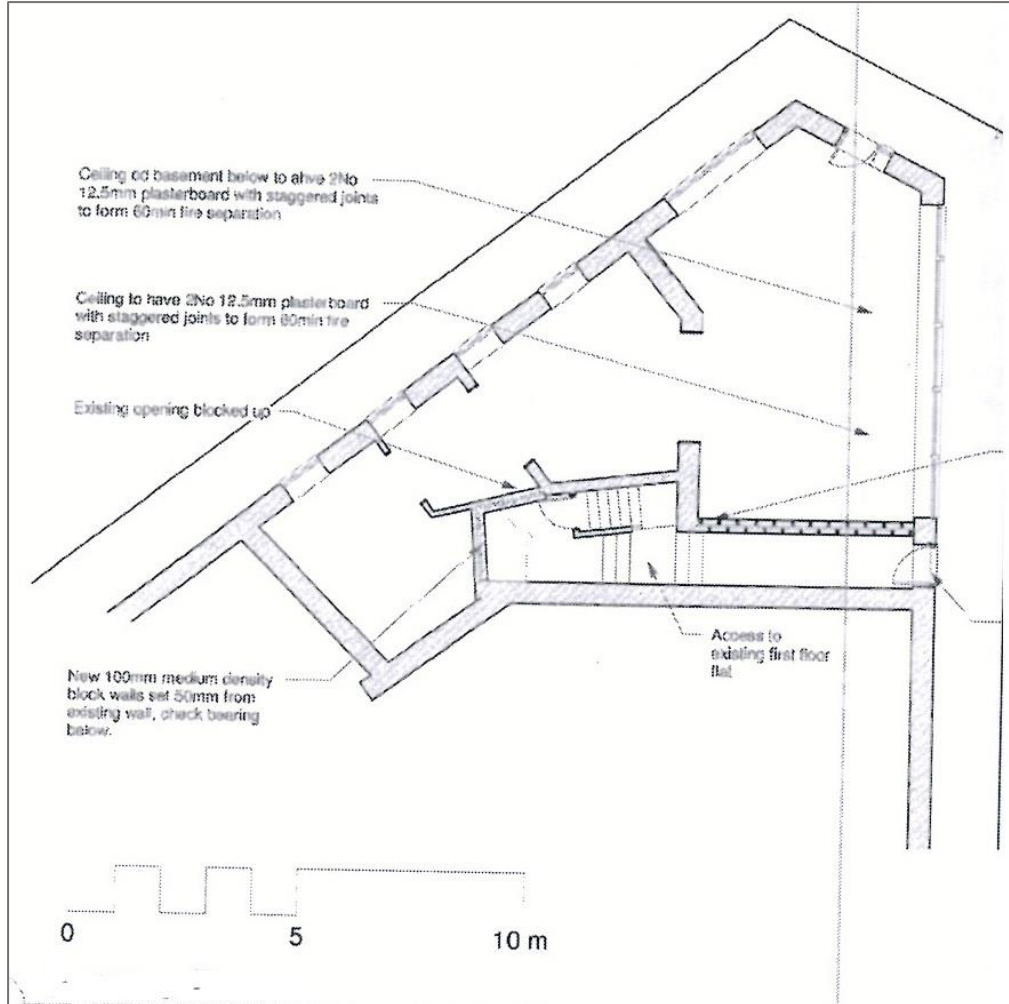 Ceiling od basement below to ahve 2No
12.5mm plasterboard with staggered joints
to form 60min fire separation
Ceiling to have 2No 12.5mm plasterboard
with staggered joints to form 60min fire
separation
Existing opening blocked up
New 100mm medium density
block walls set 50mm from
existing wall, check bearing
below.
Access to
existing first floor
flat
0
5
10 m